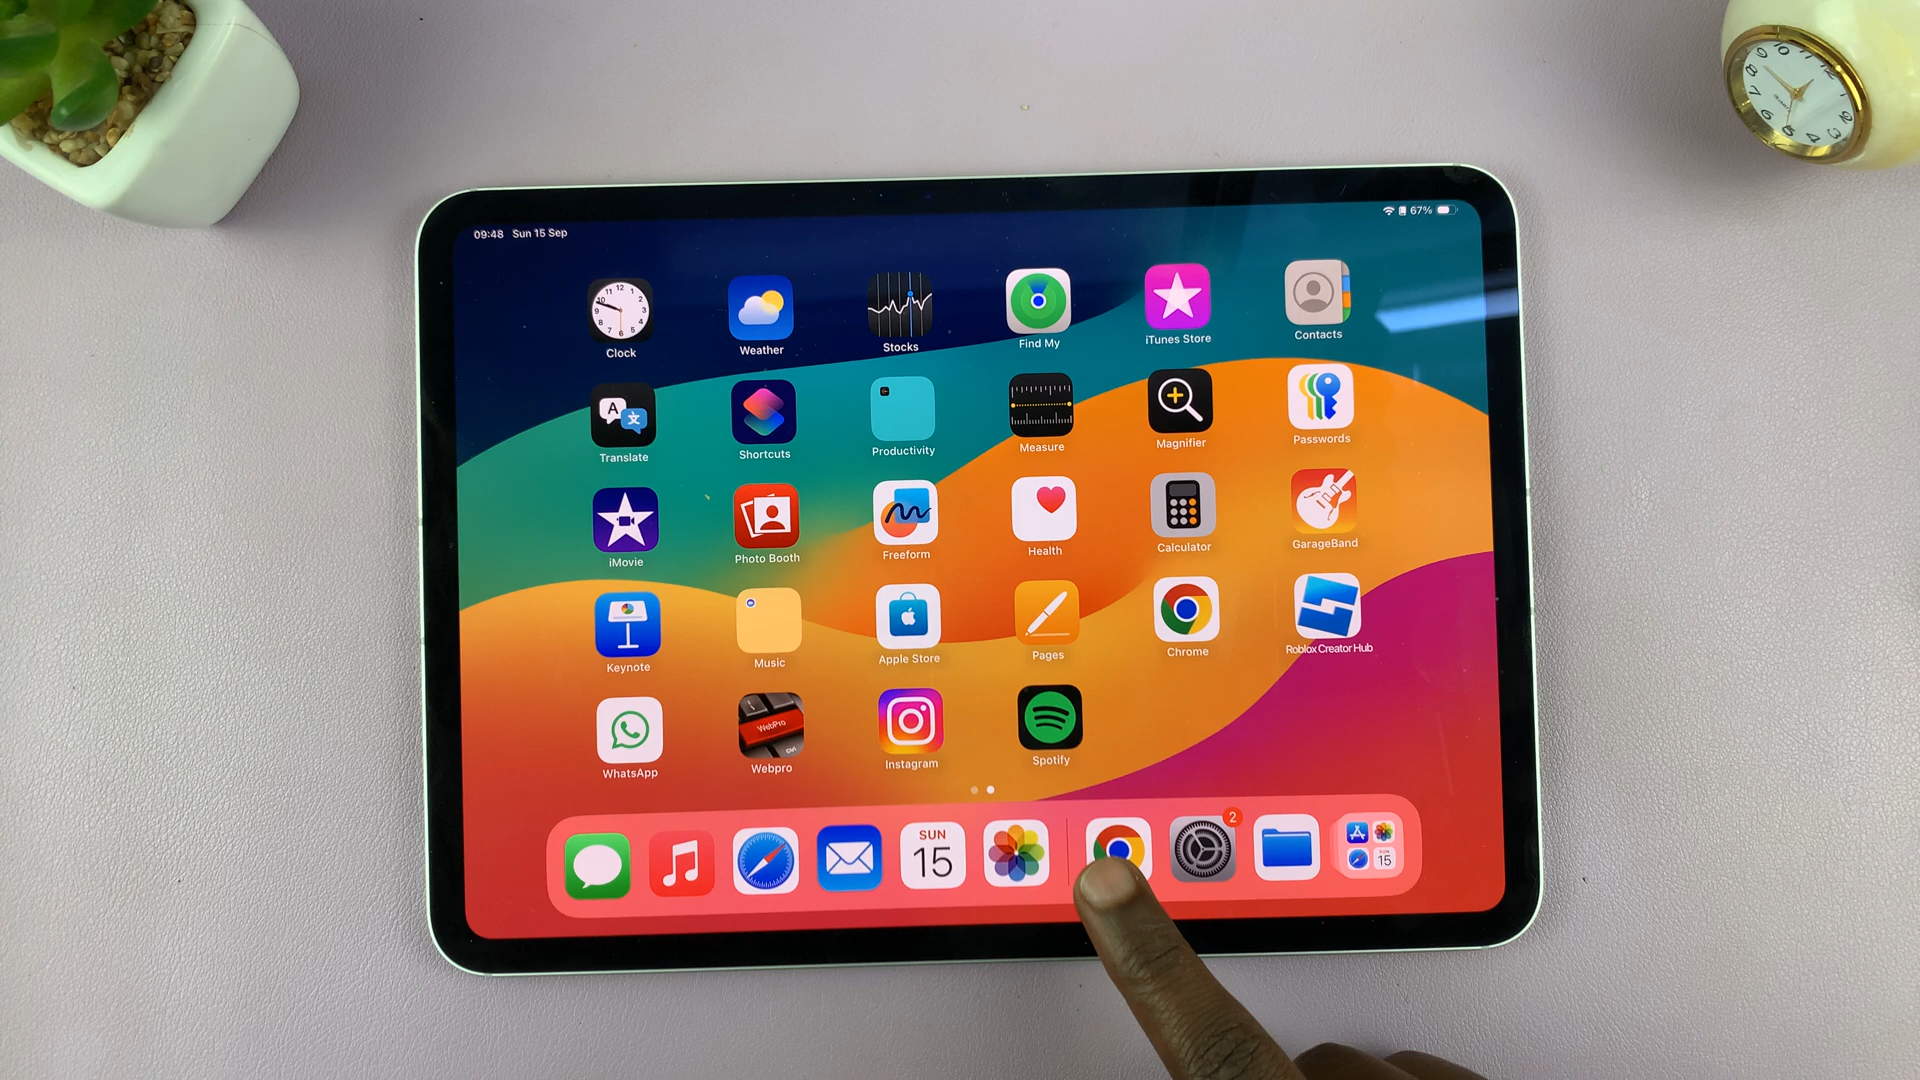 09:48 Sun 15 Sep
67%
Clock
Weather
Stocks
Find My
iTunes Store
Contacts
Translate
Shortcuts
Productivity
Measure
Magnifier
Passwords
iMovie
Photo Booth
Freeform
Health
Calculator
GarageBand
Keynote
Music
Apple Store
Pages
Chrome
Roblox Creator Hub
WhatsApp
WebPro
Webpro
Instagram
Spotify
SUN
15
2
15